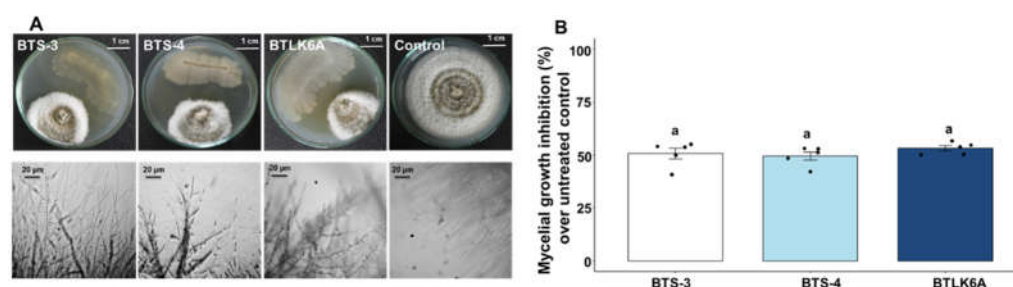 A
BTS-3
1 cm
BTS-4
1 cm
BTLK6A
1 cm
Control
1 cm
20 µm
20 µm
20 µm
20 µm
B
Mycelial growth inhibition (%)
over untreated control
100
75
50
25
0
a
a
a
BTS-3
BTS-4
BTLK6A